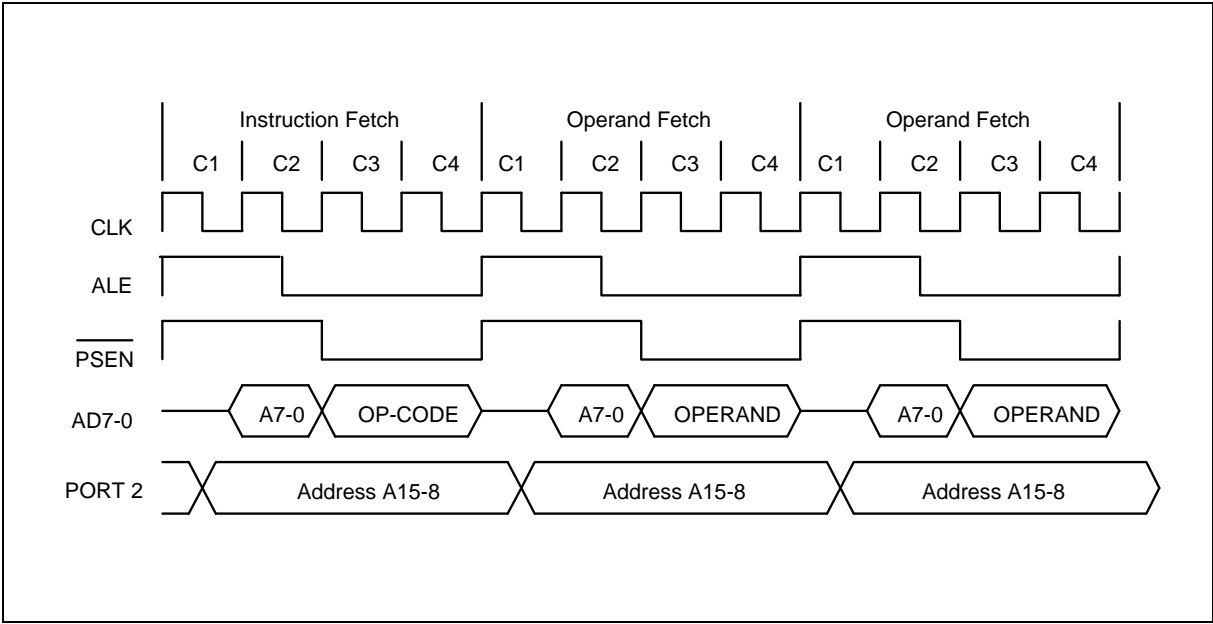 Instruction Fetch Operand Fetch Operand Fetch
C1 C2 C3 C4 C1 C2 C3 C4 C1 C2 C3 C4
CLK
ALE
PSEN
AD7-0 A7-0 OP-CODE A7-0 OPERAND A7-0 OPERAND
PORT 2 Address A15-8 Address A15-8 Address A15-8